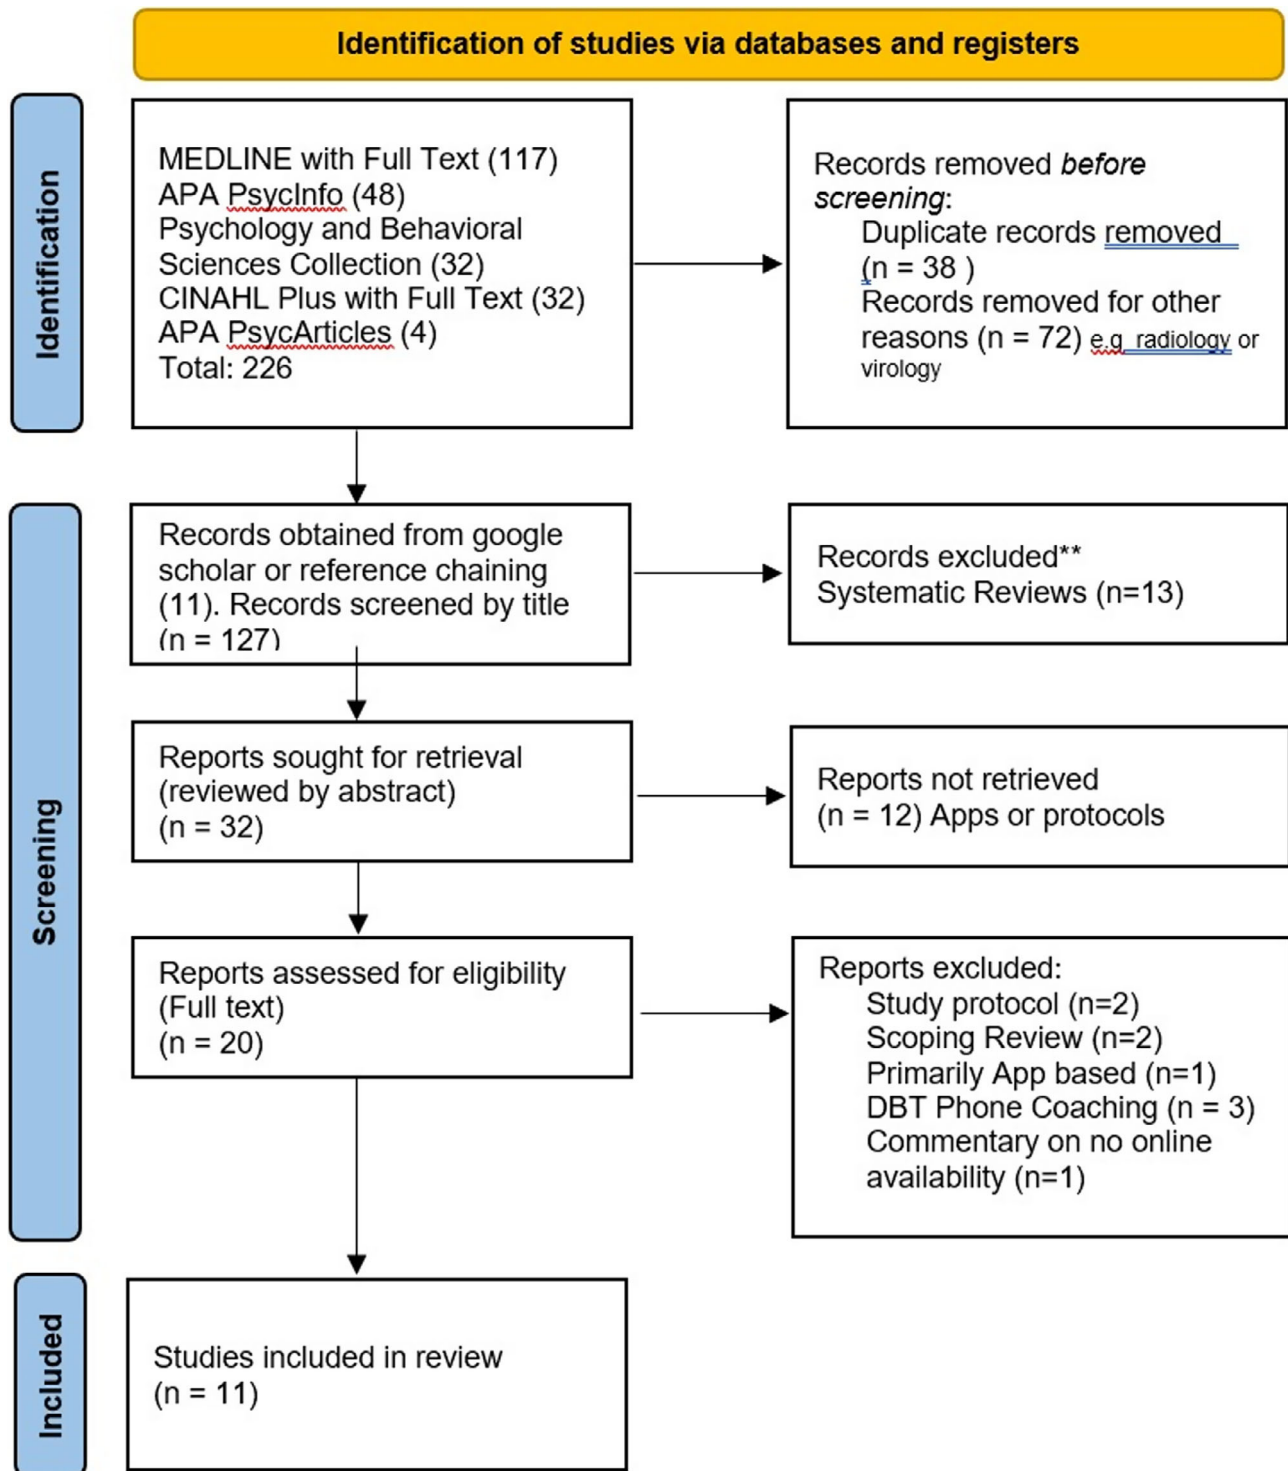 Identification of studies via databases and registers
Identification
MEDLINE with Full Text (117)
APA PsycInfo (48)
Psychology and Behavioral
Sciences Collection (32)
CINAHL Plus with Full Text (32)
APA PsycArticles (4)
Total: 226
Records removed before
screening:
Duplicate records removed
(n = 38 )
Records removed for other
reasons (n = 72) e.g radiology or
virology
Screening
Records obtained from google
scholar or reference chaining
(11). Records screened by title
(n = 127)
Records excluded**
Systematic Reviews (n=13)
Reports sought for retrieval
(reviewed by abstract)
(n = 32)
Reports not retrieved
(n = 12) Apps or protocols
Reports assessed for eligibility
(Full text)
(n = 20)
Reports excluded:
Study protocol (n=2)
Scoping Review (n=2)
Primarily App based (n=1)
DBT Phone Coaching (n = 3)
Commentary on no online
availability (n=1)
Included
Studies included in review
(n = 11)